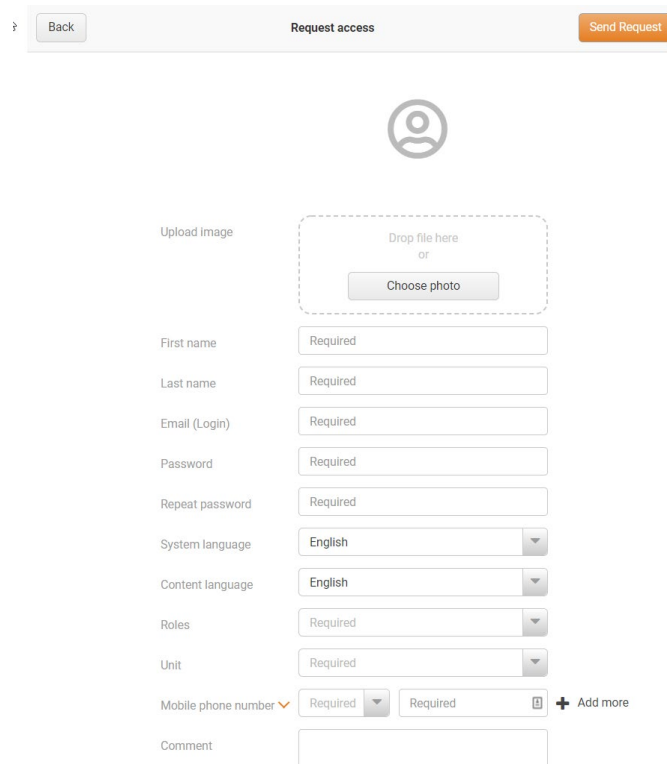 Back
Request access
Send Request
Upload image
Drop file here
or
Choose photo
First name
Required
Last name
Required
Email (Login)
Required
Password
Required
Repeat password
Required
System language
English
Content language
English
Roles
Required
Unit
Required
Mobile phone number
Required
Required
Add more
Comment